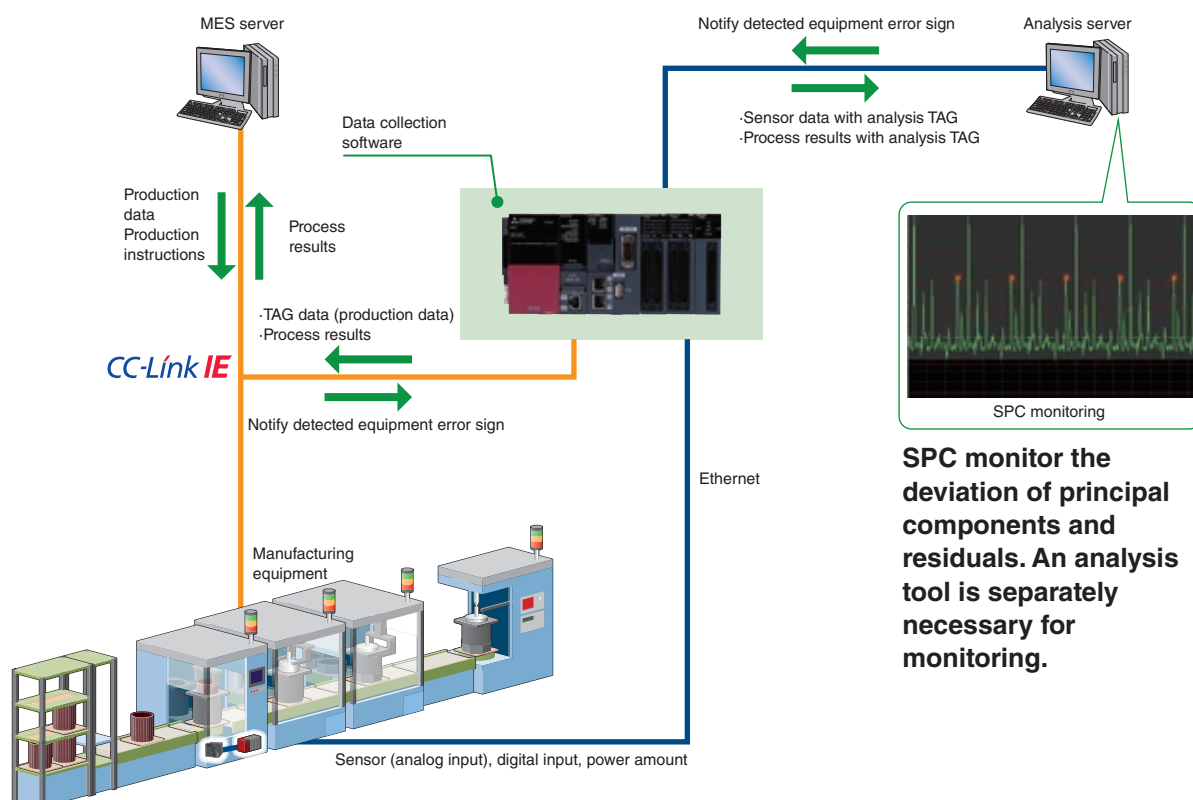 MES server
Notify detected equipment error sign
Analysis server
·Sensor data with analysis TAG
·Process results with analysis TAG
Data collection
software
Production
data
Production
instructions
Process
results
·TAG data (production data)
·Process results
CC-Link IE
Notify detected equipment error sign
SPC monitoring
Ethernet
SPC monitor the
deviation of principal
components and
residuals. An analysis
tool is separately
necessary for
monitoring.
Manufacturing
equipment
Sensor (analog input), digital input, power amount